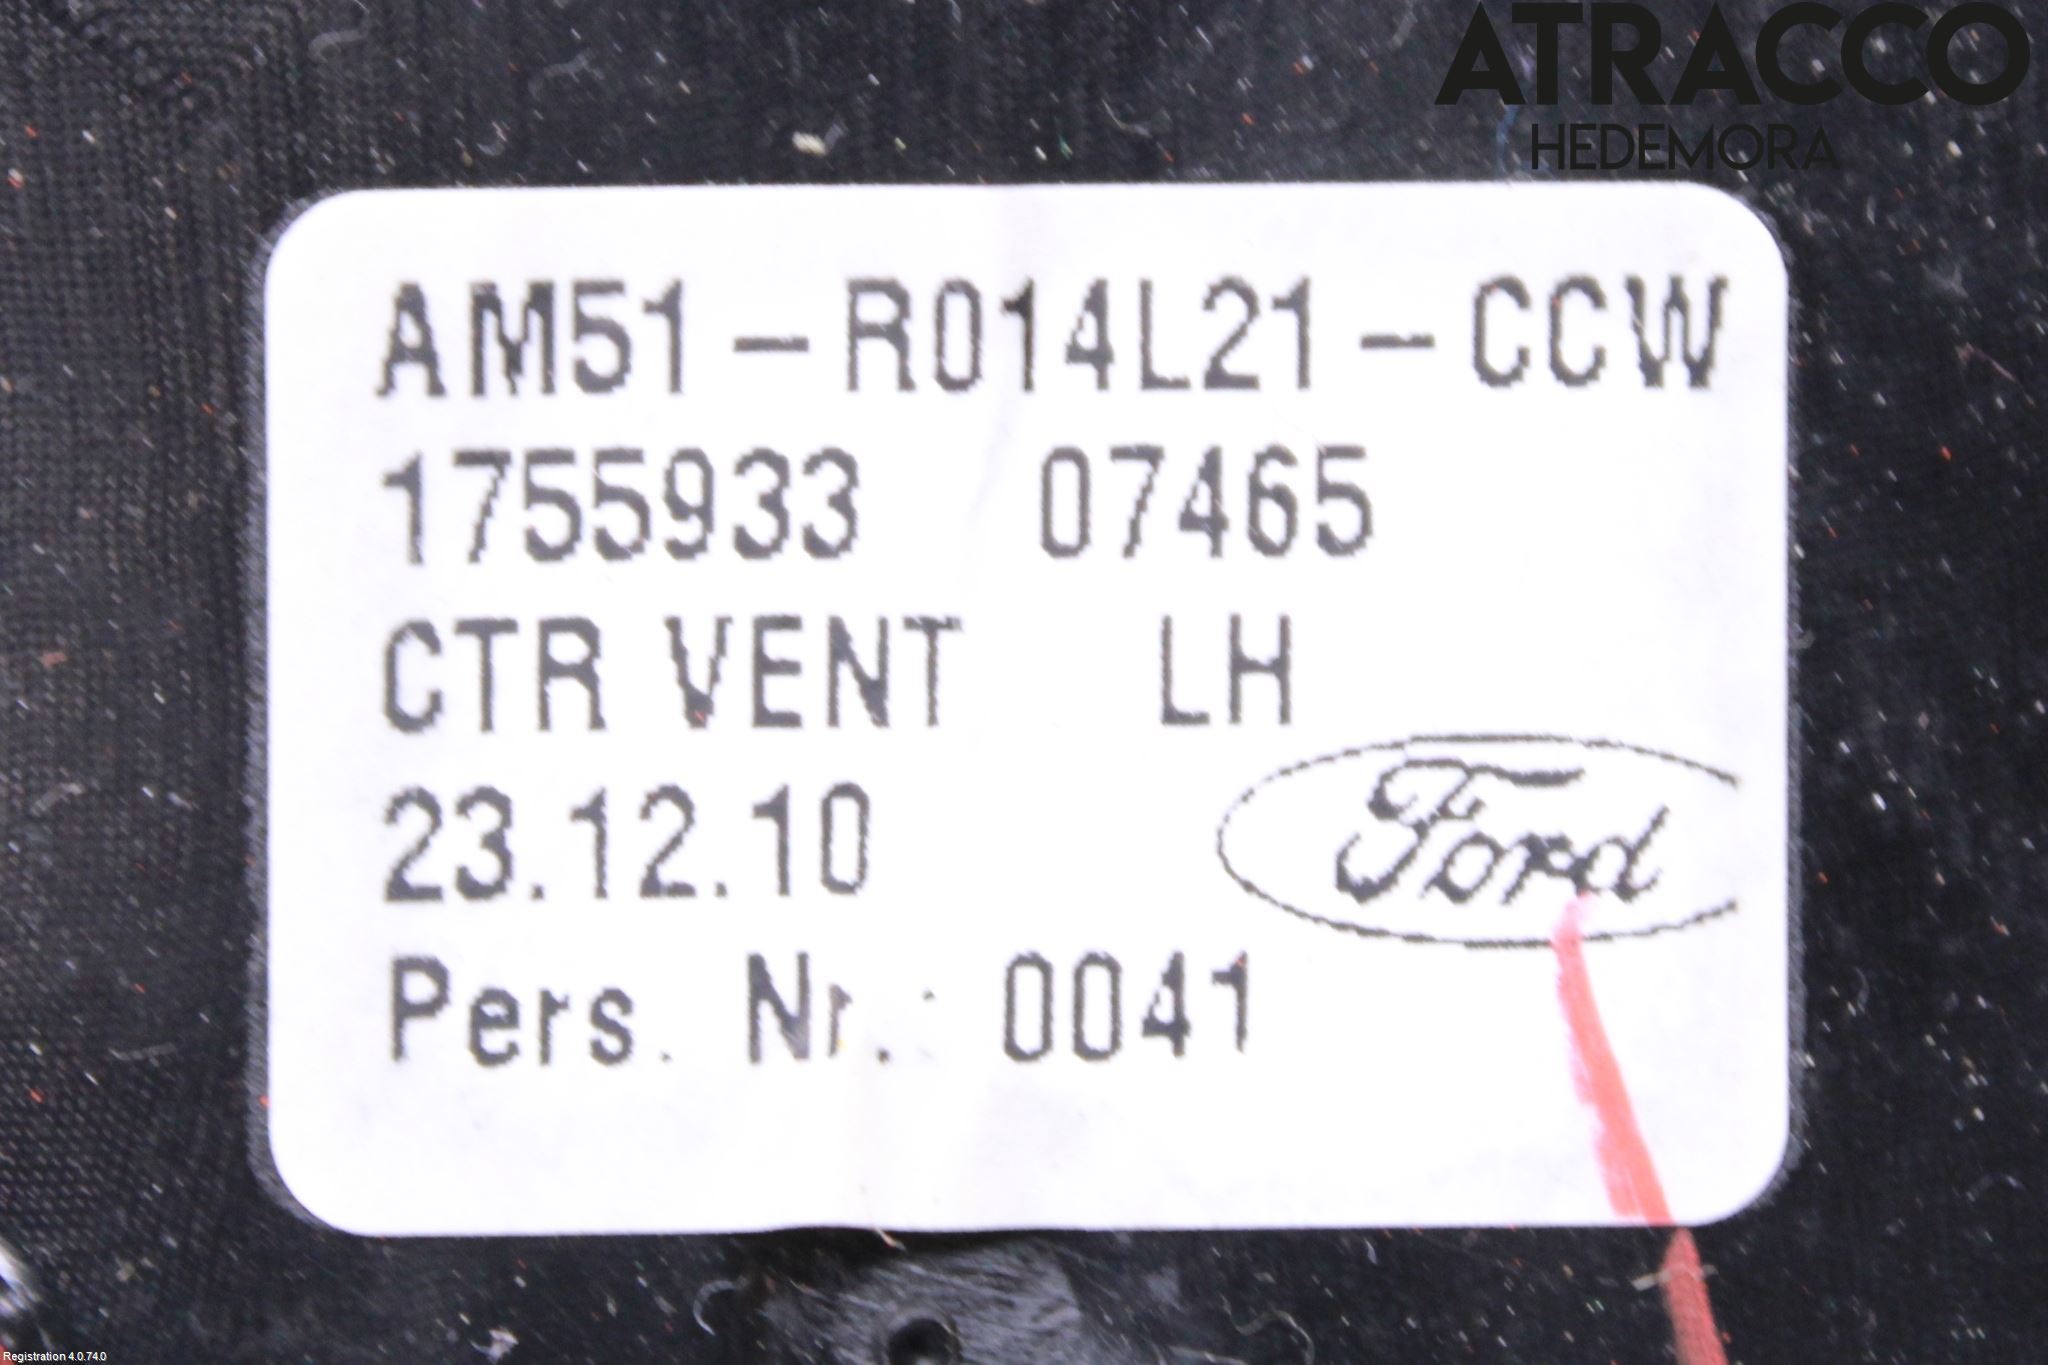 ATRACCO
HEDEMORA
AM51-R014L21-CCW
1755933 07465
CTR VENT LH
23.12.10
Ford
Pers. Nr.: 0041
Registration 4.0.74.0